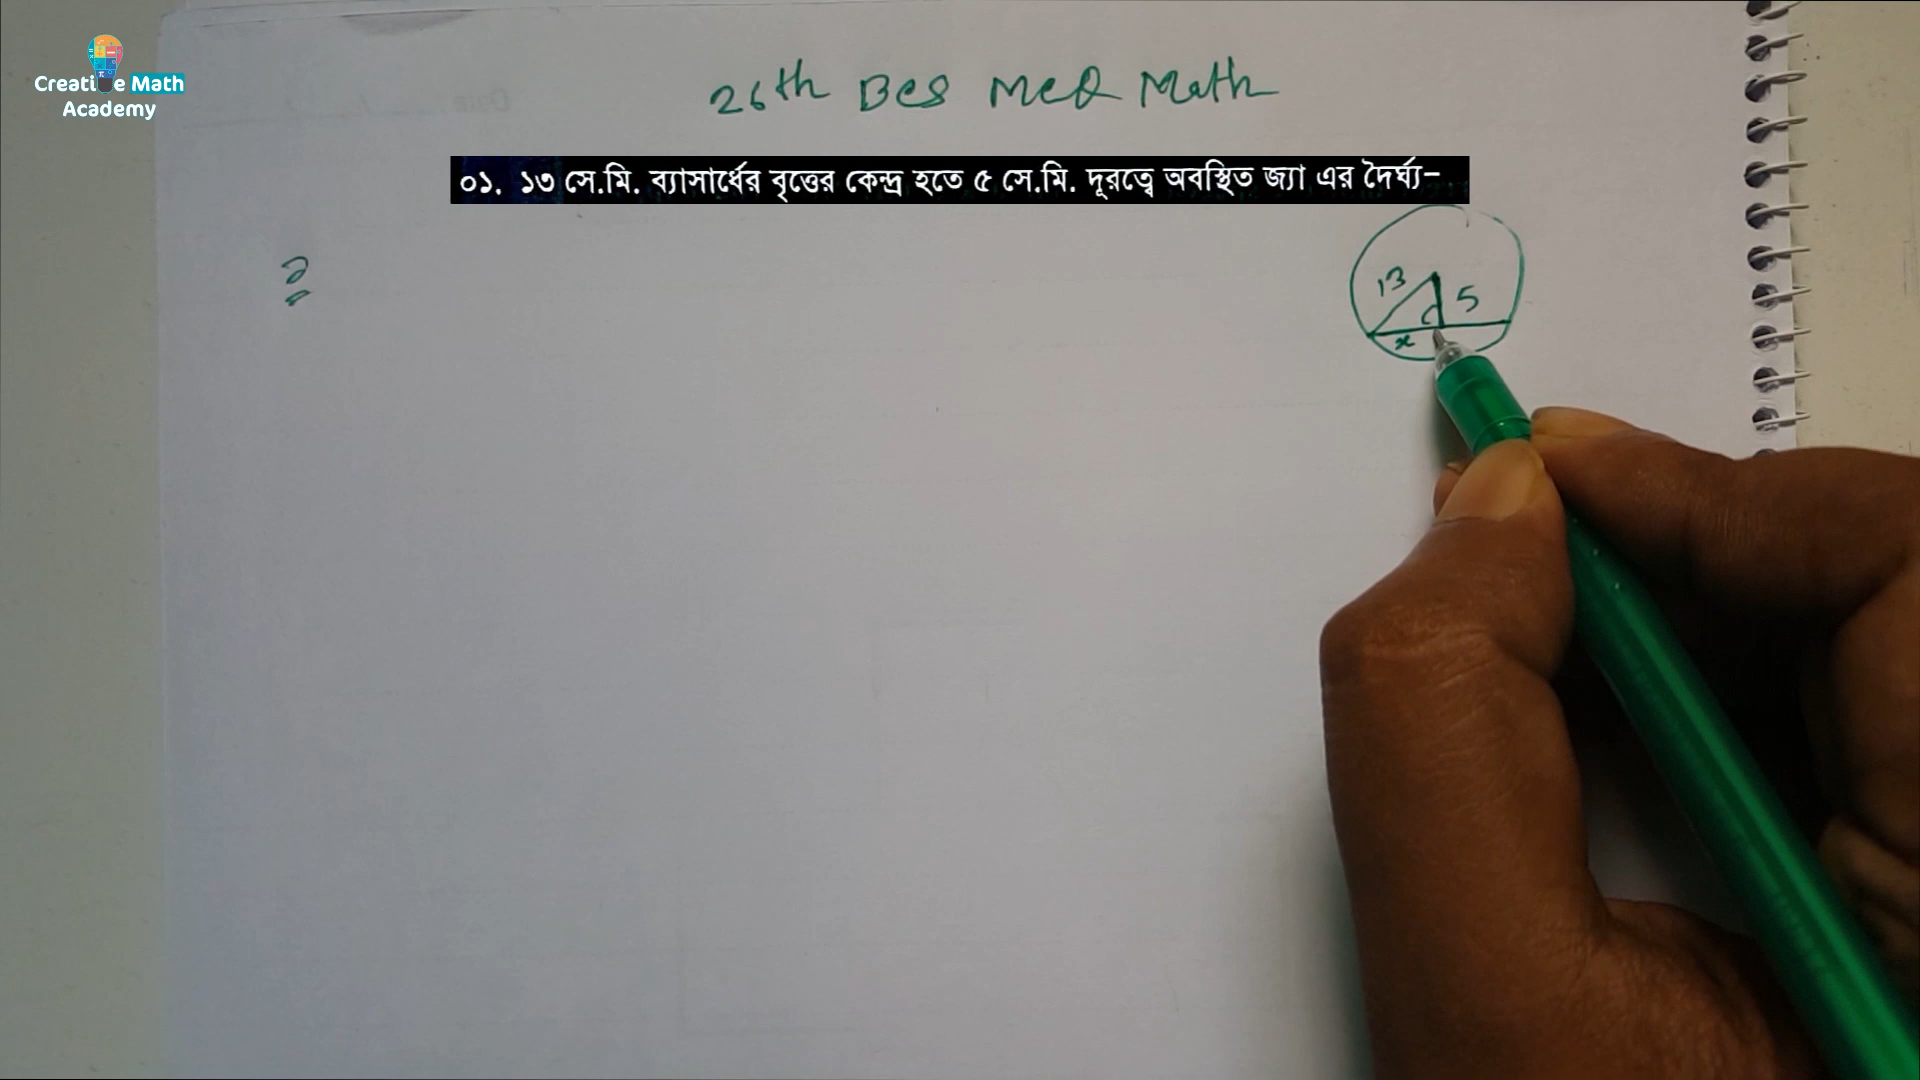 Creative Math
Academy
26th Bcs McQ Math
০১. ১৩ সে.মি. ব্যাসার্ধের বৃত্তের কেন্দ্র হতে ৫ সে.মি. দূরত্বে অবস্থিত জ্যা এর দৈর্ঘ্য–
13
5
x